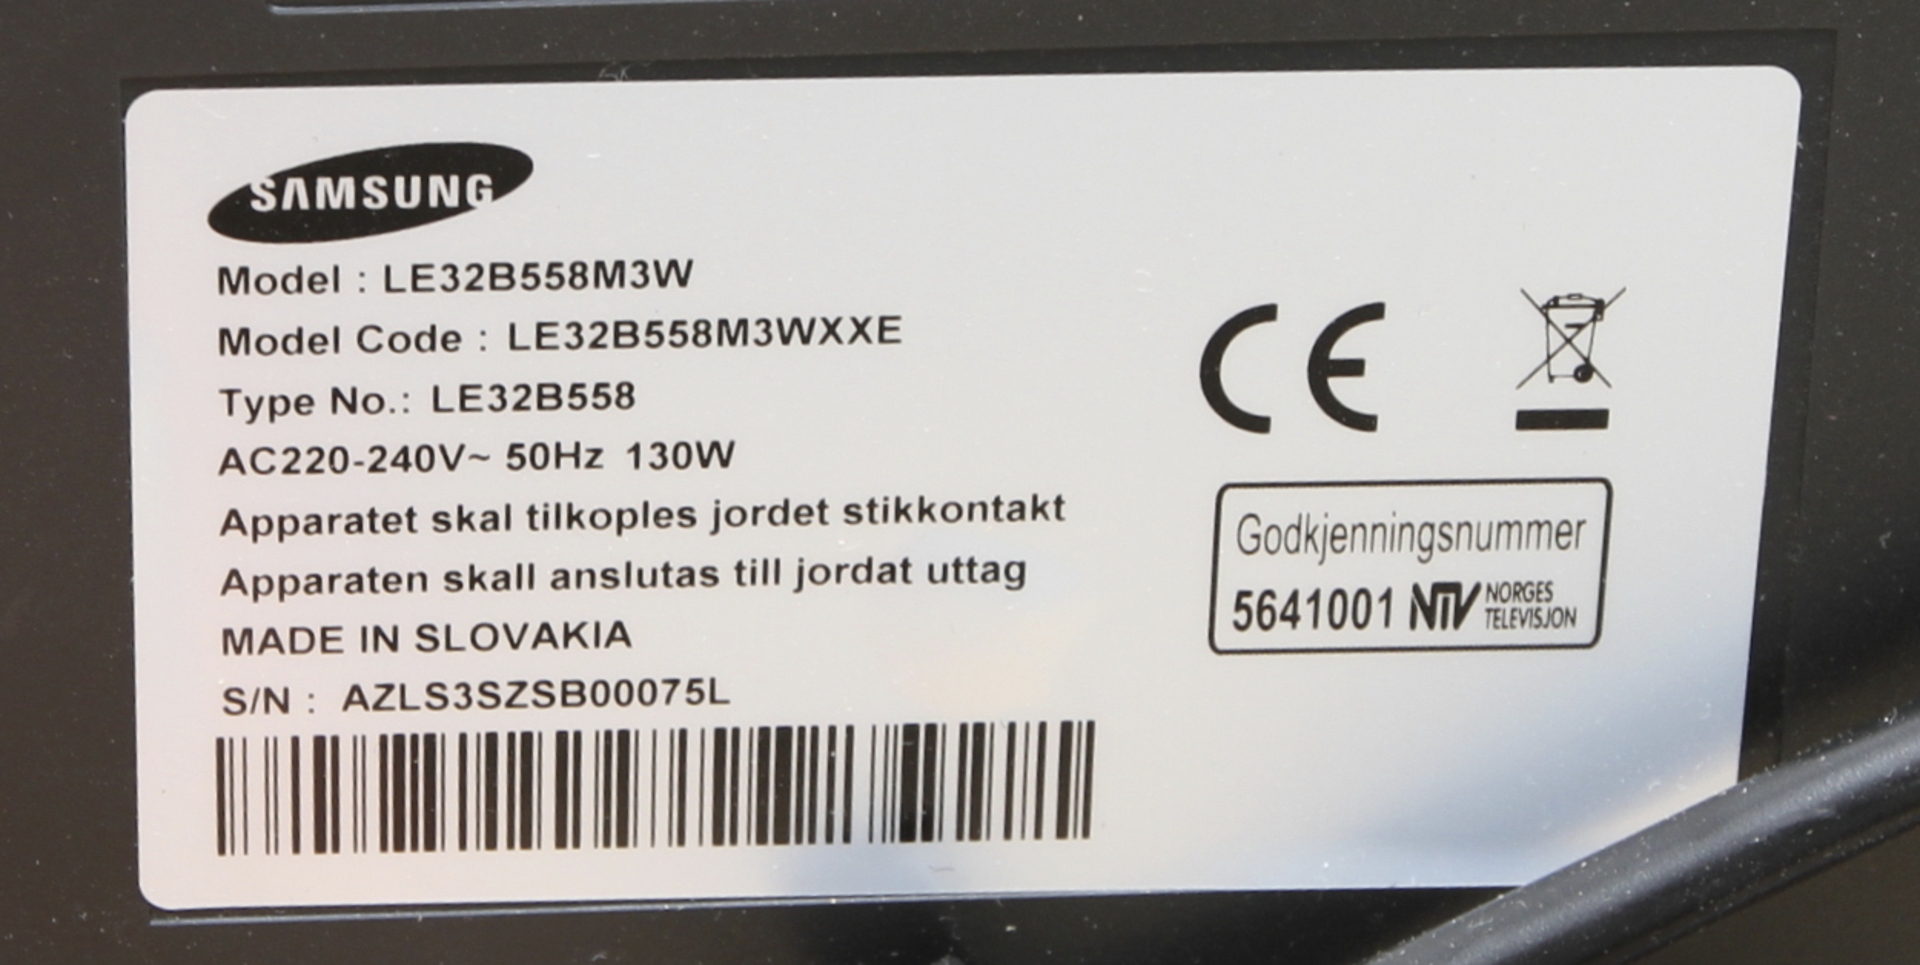 SAMSUNG
Model : LE32B558M3W
Model Code : LE32B558M3WXXE
Type No.: LE32B558
AC220-240V~ 50Hz 130W
Apparatet skal tilkoples jordet stikkontakt
Apparaten skall anslutas till jordat uttag
MADE IN SLOVAKIA
S/N : AZLS3SZSB00075L
CE
Godkjenningsnummer
5641001 NTV NORGES
TELEVISJON